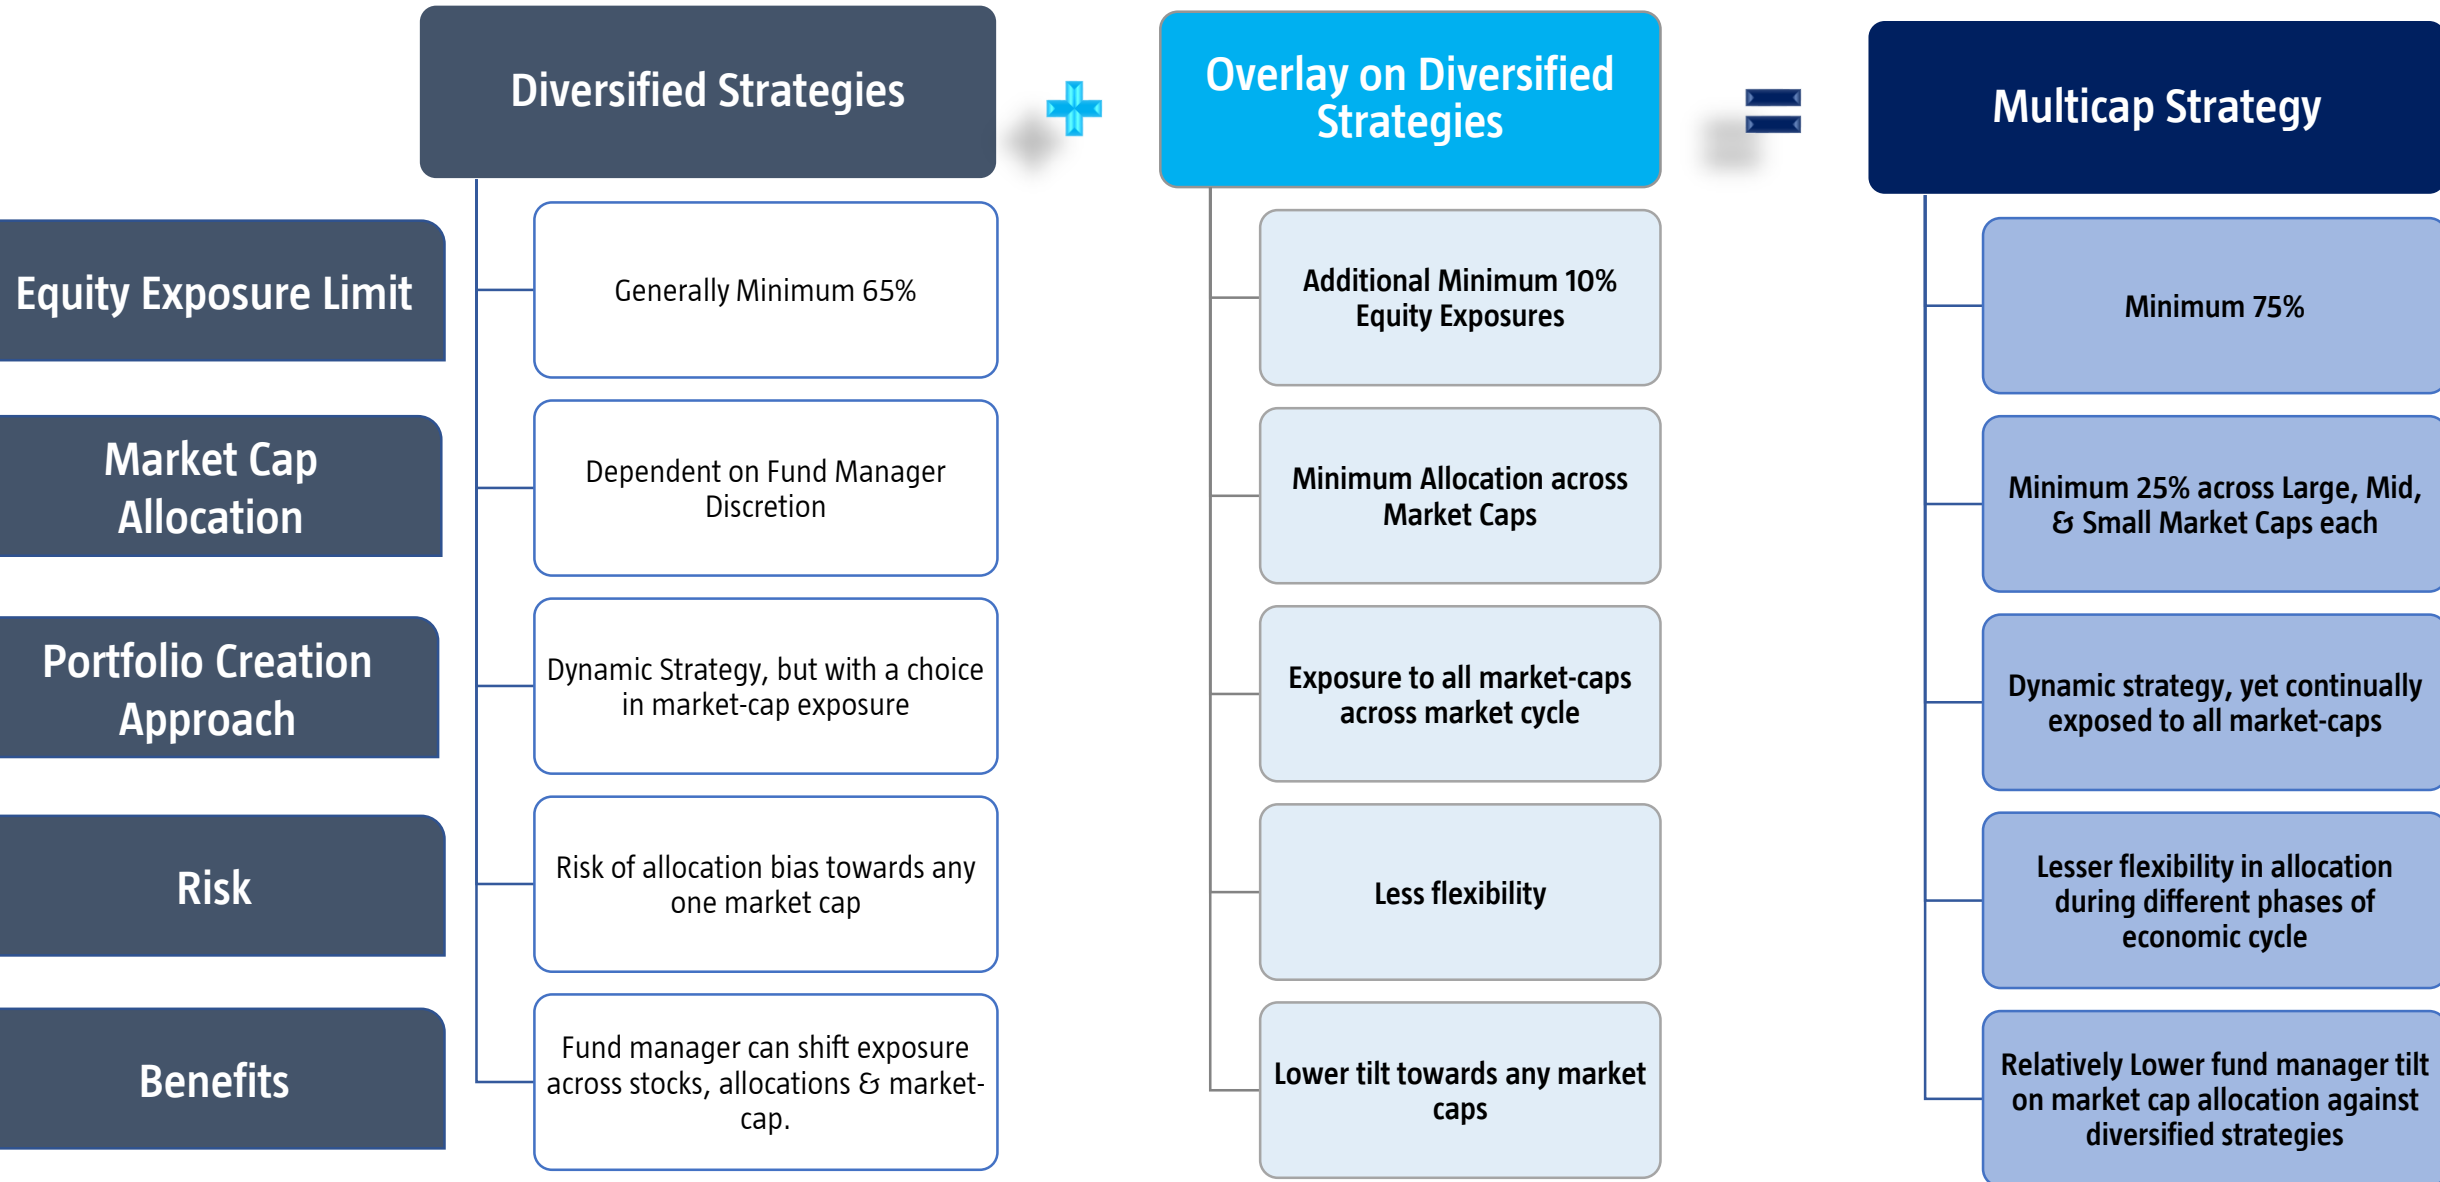 Diversified Strategies
Overlay on Diversified
Strategies
Multicap Strategy
Equity Exposure Limit
Generally Minimum 65%
Additional Minimum 10%
Equity Exposures
Minimum 75%
Market Cap
Allocation
Dependent on Fund Manager
Discretion
Minimum Allocation across
Market Caps
Minimum 25% across Large, Mid,
& Small Market Caps each
Portfolio Creation
Approach
Dynamic Strategy, but with a choice
in market-cap exposure
Exposure to all market-caps
across market cycle
Dynamic strategy, yet continually
exposed to all market-caps
Risk
Risk of allocation bias towards any
one market cap
Less flexibility
Lesser flexibility in allocation
during different phases of
economic cycle
Benefits
Fund manager can shift exposure
across stocks, allocations & market-
cap.
Lower tilt towards any market
caps
Relatively Lower fund manager tilt
on market cap allocation against
diversified strategies